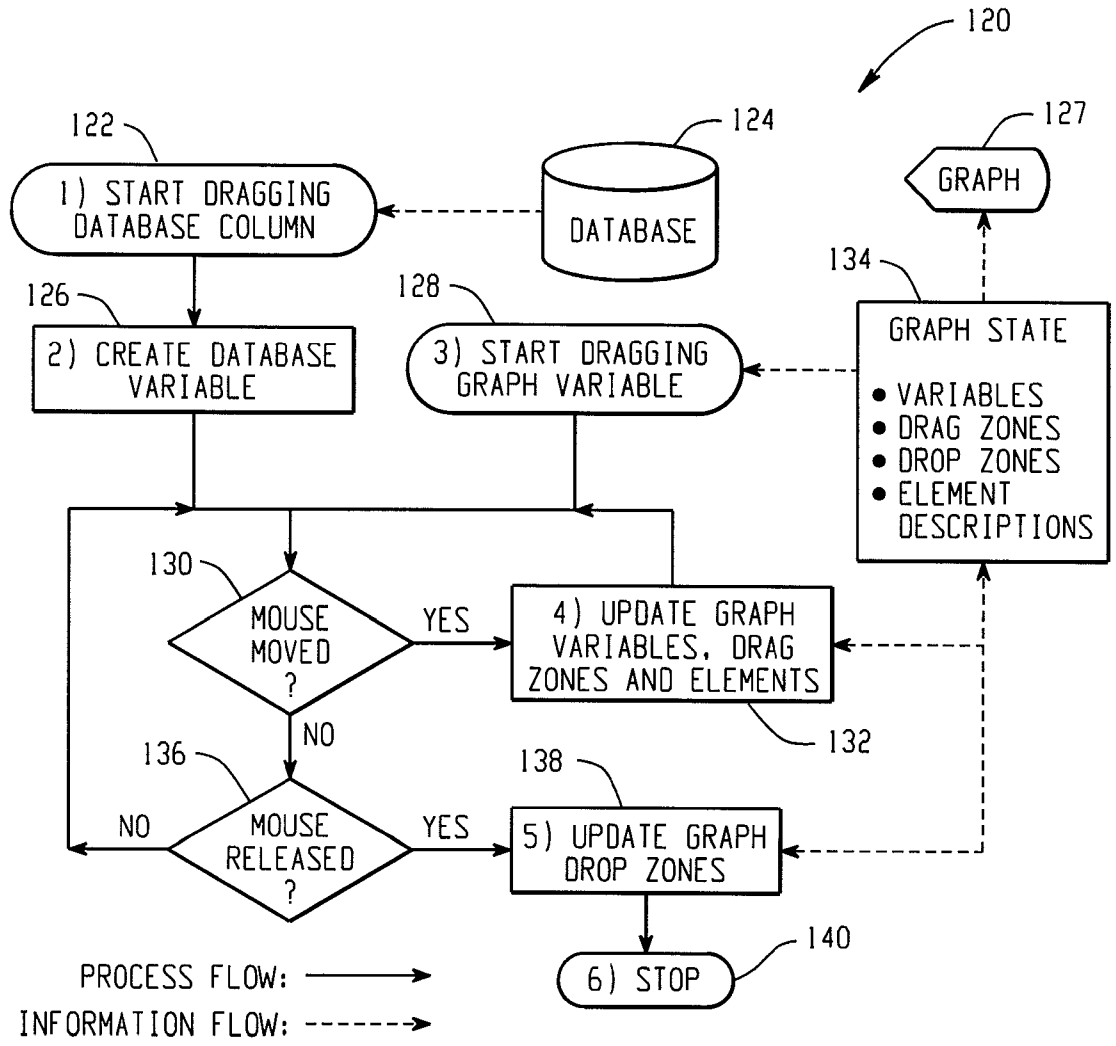 120
122
124
127
1) START DRAGGING
DATABASE COLUMN
DATABASE
GRAPH
126
128
134
2) CREATE DATABASE
VARIABLE
3) START DRAGGING
GRAPH VARIABLE
GRAPH STATE
● VARIABLES
● DRAG ZONES
● DROP ZONES
● ELEMENT
DESCRIPTIONS
130
MOUSE
MOVED
?
YES
4) UPDATE GRAPH
VARIABLES, DRAG
ZONES AND ELEMENTS
132
NO
136
138
NO
MOUSE
RELEASED
?
YES
5) UPDATE GRAPH
DROP ZONES
6) STOP
140
PROCESS FLOW:
INFORMATION FLOW: